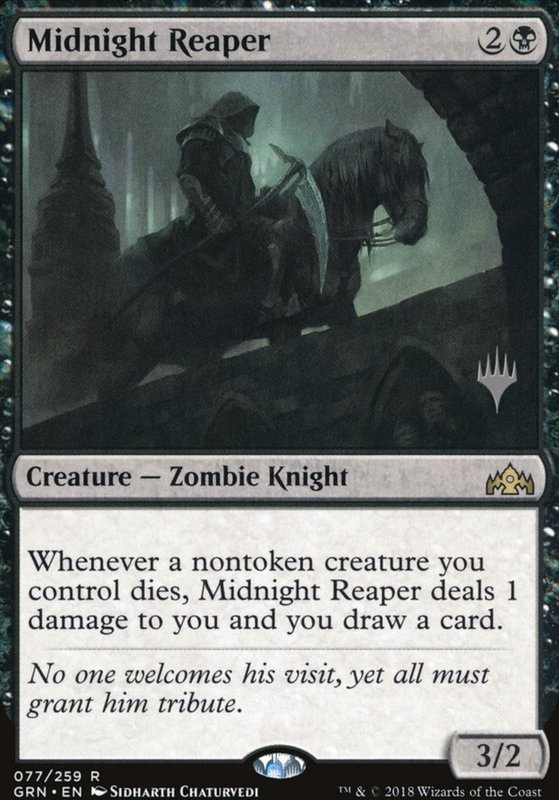 Midnight Reaper 2
Creature — Zombie Knight
Whenever a nontoken creature you
control dies, Midnight Reaper deals 1
damage to you and you draw a card.
No one welcomes his visit, yet all must
grant him tribute.
3/2
077/259 R
GRN • EN SIDHARTH CHATURVEDI
™ & © 2018 Wizards of the Coast